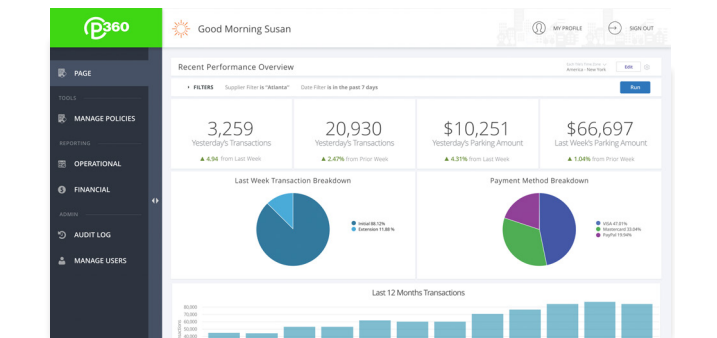 P360
Good Morning Susan
MY PROFILE
SIGN OUT
PAGE
TOOLS
MANAGE POLICIES
REPORTING
OPERATIONAL
FINANCIAL
ADMIN
AUDIT LOG
MANAGE USERS
Recent Performance Overview
America - New York
Edit
FILTERS Supplier Filter is "Atlanta" Date Filter is in the past 7 days
Run
3,259
Yesterday's Transactions
▲ 4.94 from Last Week
20,930
Yesterday's Transactions
▲ 2.47% from Prior Week
$10,251
Yesterday's Parking Amount
▲ 4.31% from Last Week
$66,697
Last Week's Parking Amount
▲ 1.04% from Prior Week
Last Week Transaction Breakdown
Initial 88.12%
Extension 11.88 %
Payment Method Breakdown
VISA 47.01%
Mastercard 33.04%
PayPal 19.94%
Last 12 Months Transactions
80,000
70,000
60,000
50,000
40,000